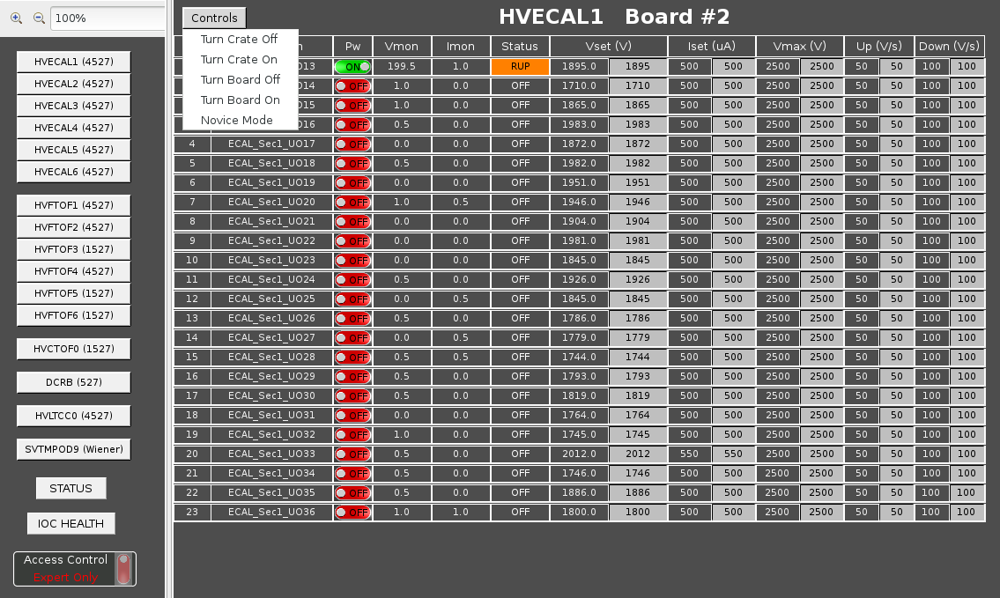 100%
Controls
HVECAL1 Board #2
Turn Crate Off
Turn Crate On
Turn Board Off
Turn Board On
Novice Mode
HVECAL1 (4527)
HVECAL2 (4527)
HVECAL3 (4527)
HVECAL4 (4527)
HVECAL5 (4527)
HVECAL6 (4527)
HVFTOF1 (4527)
HVFTOF2 (4527)
HVFTOF3 (1527)
HVFTOF4 (4527)
HVFTOF5 (1527)
HVFTOF6 (1527)
HVCTOF0 (1527)
DCRB (527)
HVLTCC0 (4527)
SVTMPOD9 (Wiener)
STATUS
IOC HEALTH
Access Control
Expert Only
Pw Vmon Imon Status Vset (V) Iset (uA) Vmax (V) Up (V/s) Down (V/s)
013 ON 199.5 1.0 RUP 1895.0 1895 500 500 2500 2500 50 50 100 100
014 OFF 1.0 0.0 OFF 1710.0 1710 500 500 2500 2500 50 50 100 100
015 OFF 1.0 0.0 OFF 1865.0 1865 500 500 2500 2500 50 50 100 100
016 OFF 0.5 0.0 OFF 1983.0 1983 500 500 2500 2500 50 50 100 100
4 ECAL_Sec1_UO17 OFF 0.0 0.0 OFF 1872.0 1872 500 500 2500 2500 50 50 100 100
5 ECAL_Sec1_UO18 OFF 0.5 0.0 OFF 1982.0 1982 500 500 2500 2500 50 50 100 100
6 ECAL_Sec1_UO19 OFF 0.0 0.0 OFF 1951.0 1951 500 500 2500 2500 50 50 100 100
7 ECAL_Sec1_UO20 OFF 1.0 0.5 OFF 1946.0 1946 500 500 2500 2500 50 50 100 100
8 ECAL_Sec1_UO21 OFF 0.0 0.0 OFF 1904.0 1904 500 500 2500 2500 50 50 100 100
9 ECAL_Sec1_UO22 OFF 0.0 0.0 OFF 1981.0 1981 500 500 2500 2500 50 50 100 100
10 ECAL_Sec1_UO23 OFF 0.0 0.0 OFF 1845.0 1845 500 500 2500 2500 50 50 100 100
11 ECAL_Sec1_UO24 OFF 0.5 0.0 OFF 1926.0 1926 500 500 2500 2500 50 50 100 100
12 ECAL_Sec1_UO25 OFF 0.0 0.5 OFF 1845.0 1845 500 500 2500 2500 50 50 100 100
13 ECAL_Sec1_UO26 OFF 0.5 0.0 OFF 1786.0 1786 500 500 2500 2500 50 50 100 100
14 ECAL_Sec1_UO27 OFF 0.0 0.5 OFF 1779.0 1779 500 500 2500 2500 50 50 100 100
15 ECAL_Sec1_UO28 OFF 0.5 0.5 OFF 1744.0 1744 500 500 2500 2500 50 50 100 100
16 ECAL_Sec1_UO29 OFF 0.5 0.0 OFF 1793.0 1793 500 500 2500 2500 50 50 100 100
17 ECAL_Sec1_UO30 OFF 0.5 0.0 OFF 1819.0 1819 500 500 2500 2500 50 50 100 100
18 ECAL_Sec1_UO31 OFF 0.0 0.0 OFF 1764.0 1764 500 500 2500 2500 50 50 100 100
19 ECAL_Sec1_UO32 OFF 1.0 0.0 OFF 1745.0 1745 500 500 2500 2500 50 50 100 100
20 ECAL_Sec1_UO33 OFF 0.5 0.0 OFF 2012.0 2012 550 550 2500 2500 50 50 100 100
21 ECAL_Sec1_UO34 OFF 0.5 0.0 OFF 1746.0 1746 500 500 2500 2500 50 50 100 100
22 ECAL_Sec1_UO35 OFF 0.5 0.0 OFF 1886.0 1886 500 500 2500 2500 50 50 100 100
23 ECAL_Sec1_UO36 OFF 1.0 1.0 OFF 1800.0 1800 500 500 2500 2500 50 50 100 100